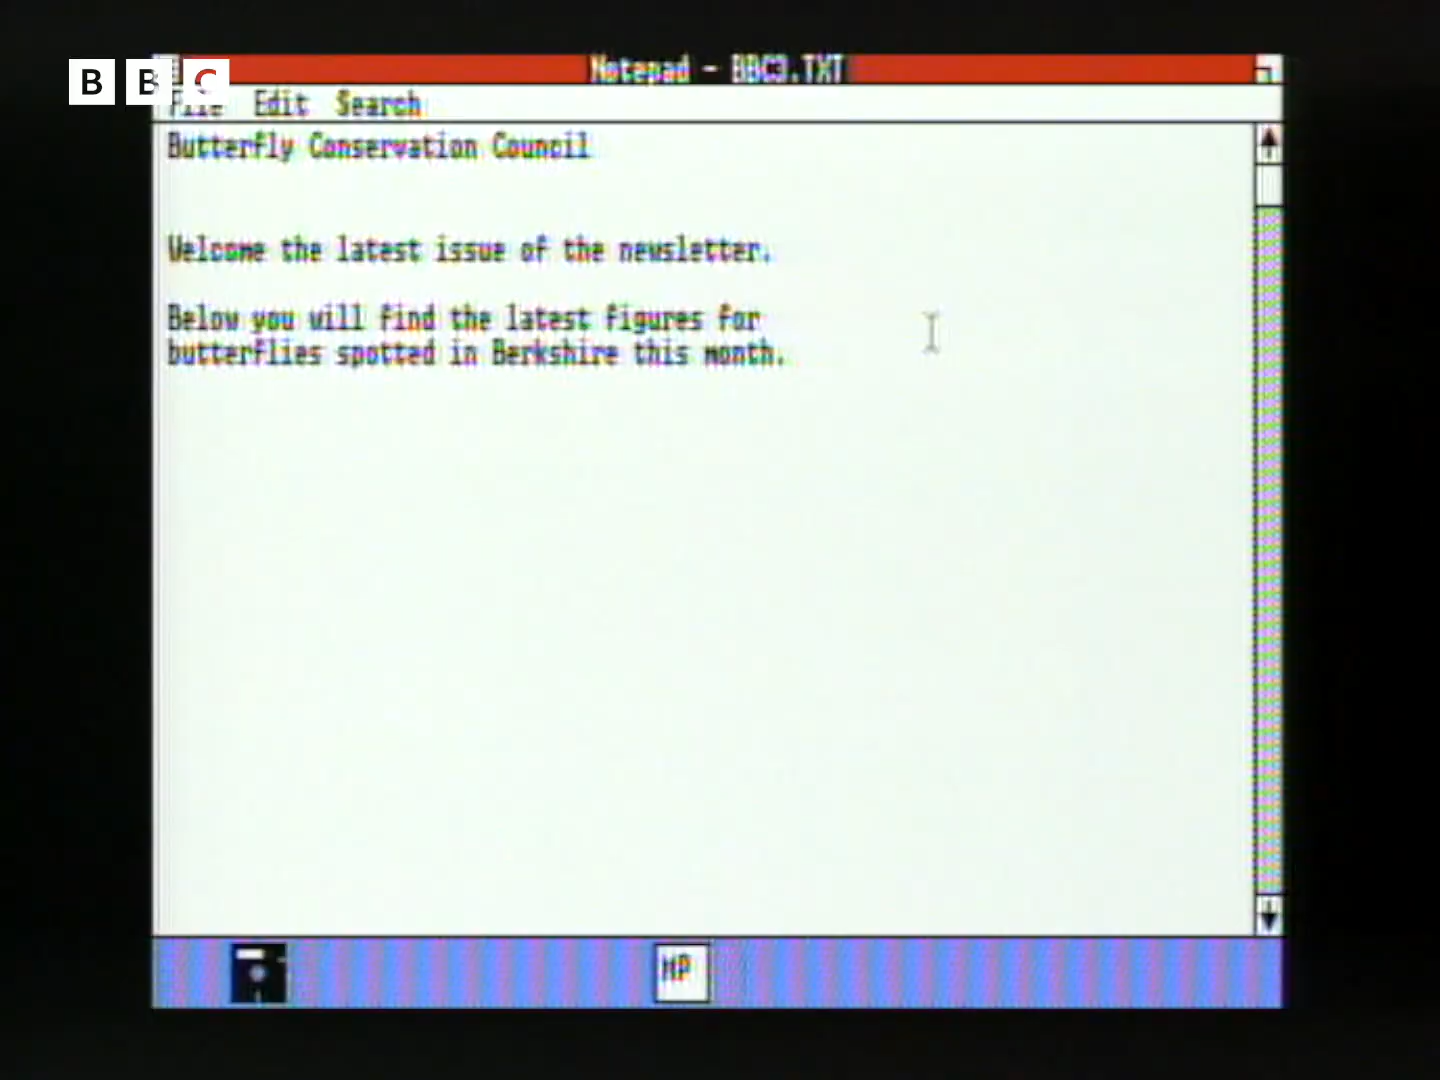 BBC
Notepad - BBC3.TXT
File Edit Search
Butterfly Conservation Council
Welcome the latest issue of the newsletter.
Below you will find the latest figures for
butterflies spotted in Berkshire this month.
MP